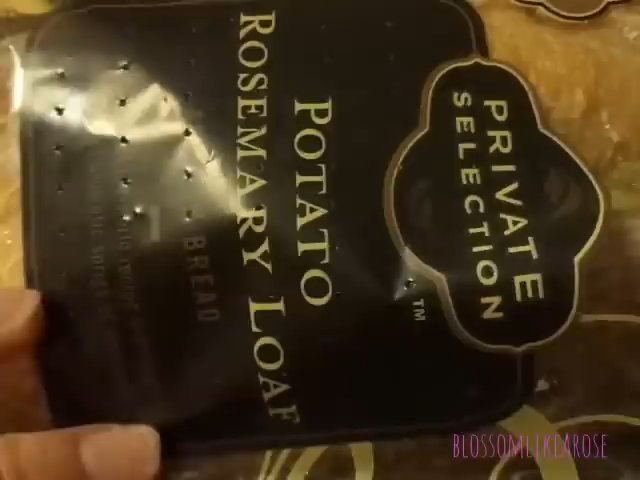 PRIVATE
SELECTION
TM
POTATO
ROSEMARY LOAF
BREAD
BLOSSOMLIKEAROSE